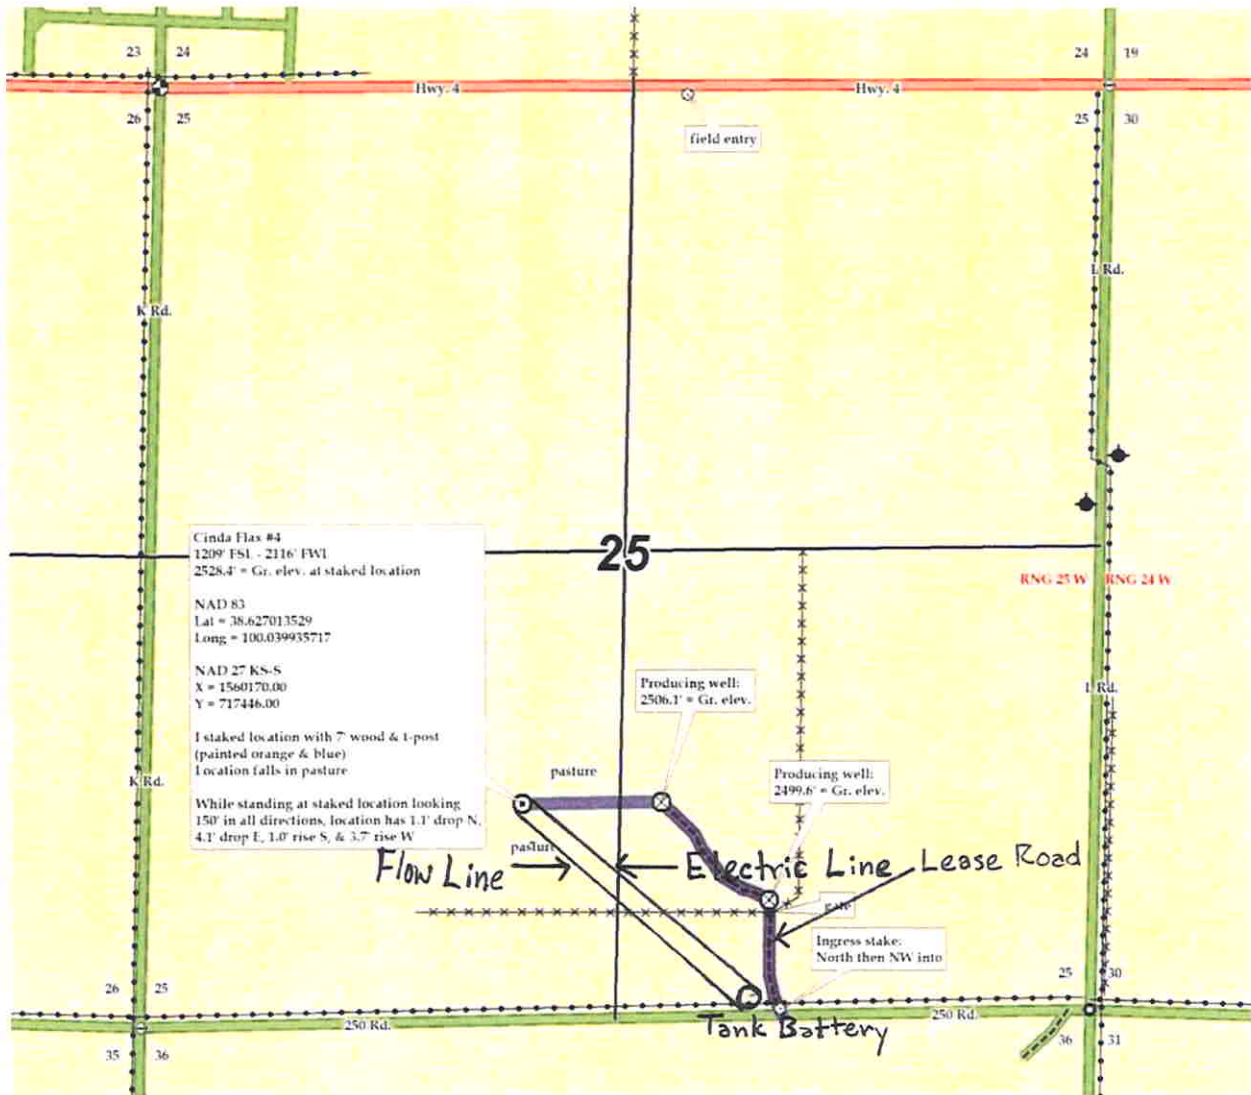 23 24
24 19
Hwy. 4
Hwy. 4
26 25
25 30
field entry
L Rd.
K Rd.
Cinda Flax #4
1209' FSL - 2116' FWL
2528.4' = Gr. elev. at staked location
NAD 83
Lat = 38.627013529
Long = 100.039935717
NAD 27 KS-S
X = 1560170.00
Y = 717446.00
I staked location with 7' wood & t-post
(painted orange & blue)
Location falls in pasture
While standing at staked location looking
150' in all directions, location has 1.1' drop N,
4.1' drop E, 1.0' rise S, & 3.7' rise W
25
RNG 25 W RNG 24 W
Producing well:
2506.1' = Gr. elev.
L Rd.
pasture
Producing well:
2499.6' = Gr. elev.
K Rd.
pasture
Flow Line
Electric Line
Lease Road
gate
Ingress stake:
North then NW into
26 25
25 30
250 Rd.
Tank Battery
250 Rd.
35 36
36 31